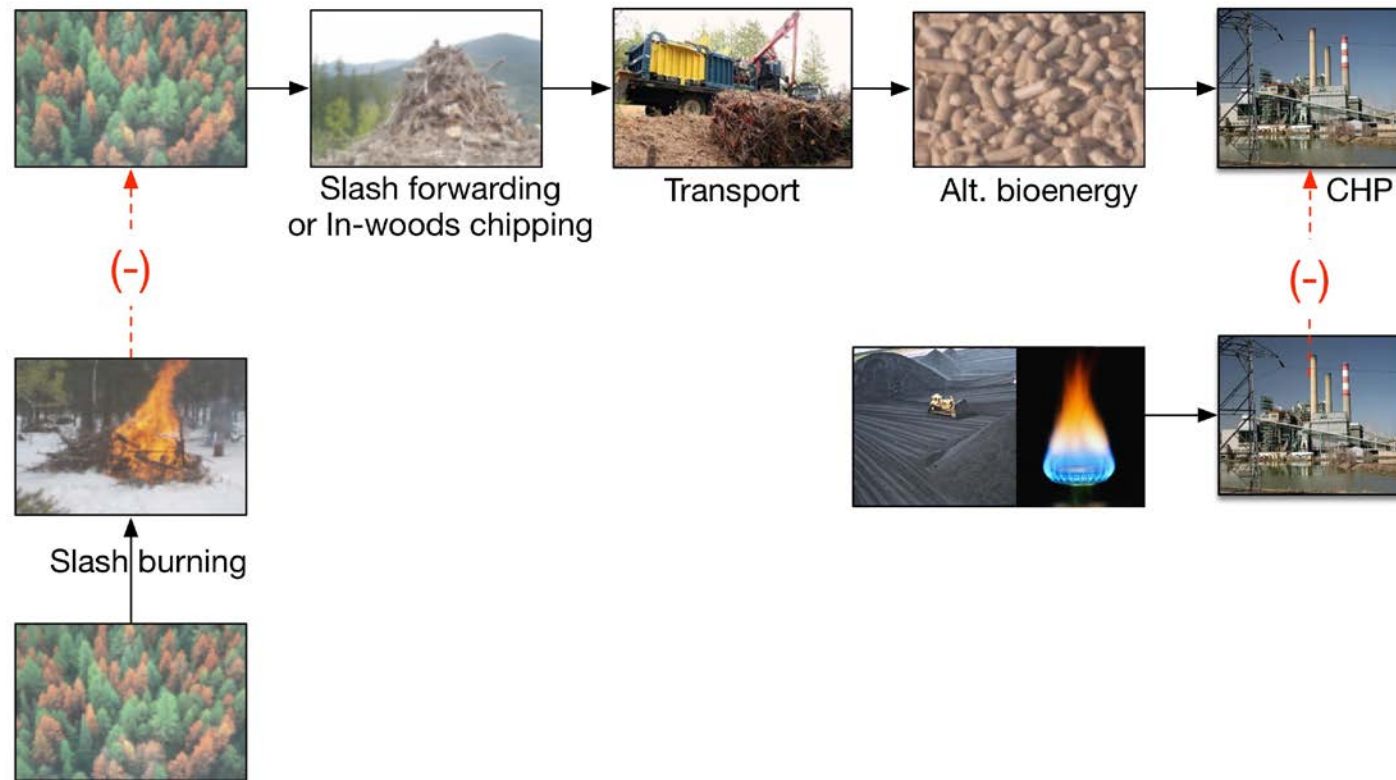 Slash forwarding
or In-woods chipping
Transport
Alt. bioenergy
CHP
(-)
(-)
Slash burning